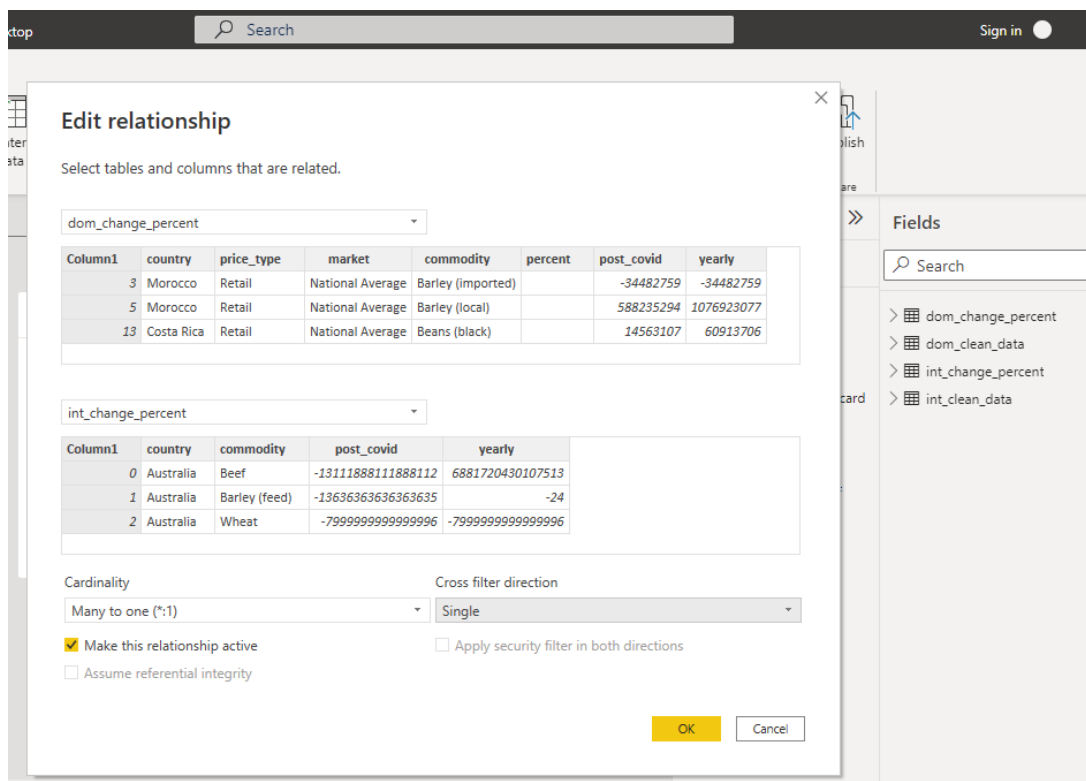 Search
Sign in
Edit relationship
Select tables and columns that are related.
dom_change_percent
Column1 country price_type market commodity percent post_covid yearly
3 Morocco Retail National Average Barley (imported) -34482759 -34482759
5 Morocco Retail National Average Barley (local) 588235294 1076923077
13 Costa Rica Retail National Average Beans (black) 14563107 60913706
int_change_percent
Column1 country commodity post_covid yearly
0 Australia Beef -13111888111888112 6881720430107513
1 Australia Barley (feed) -13636363636363635 -24
2 Australia Wheat -7999999999999996 -7999999999999996
Cardinality Cross filter direction
Many to one (*:1) Single
Make this relationship active Apply security filter in both directions
Assume referential integrity
OK Cancel
Fields
Search
dom_change_percent
dom_clean_data
int_change_percent
int_clean_data